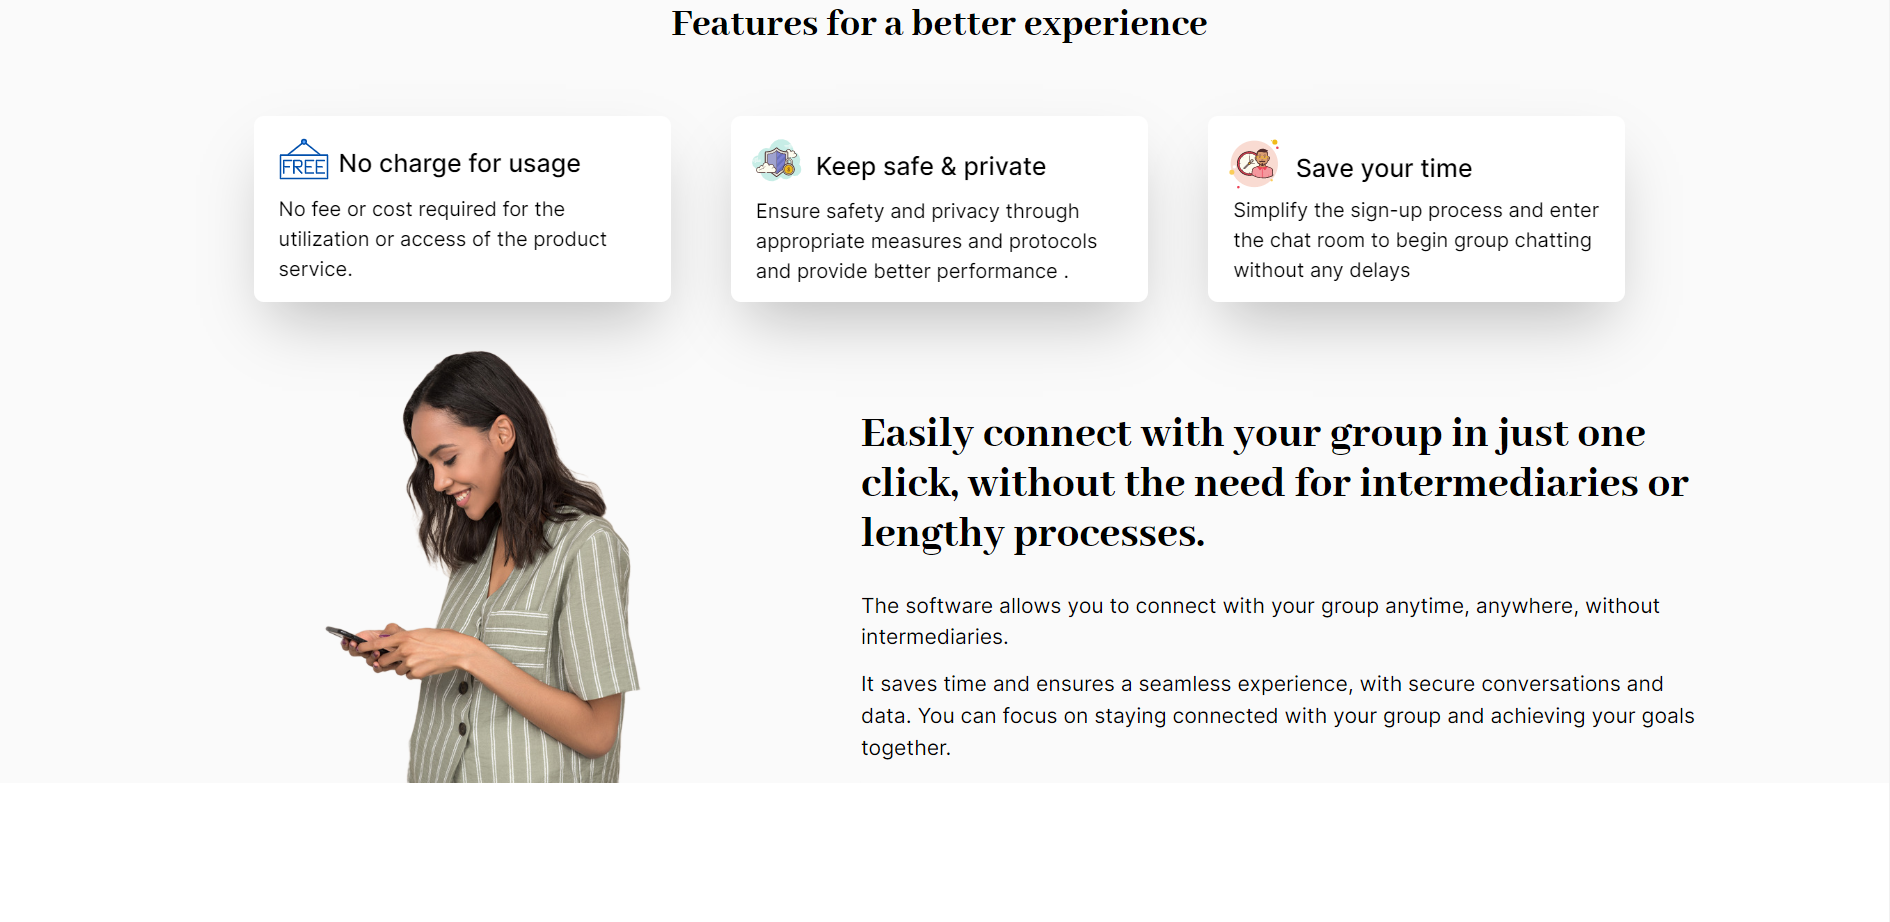 Features for a better experience
FREE
No charge for usage
No fee or cost required for the
utilization or access of the product
service.
Keep safe & private
Ensure safety and privacy through
appropriate measures and protocols
and provide better performance .
Save your time
Simplify the sign-up process and enter
the chat room to begin group chatting
without any delays
Easily connect with your group in just one
click, without the need for intermediaries or
lengthy processes.
The software allows you to connect with your group anytime, anywhere, without
intermediaries.
It saves time and ensures a seamless experience, with secure conversations and
data. You can focus on staying connected with your group and achieving your goals
together.